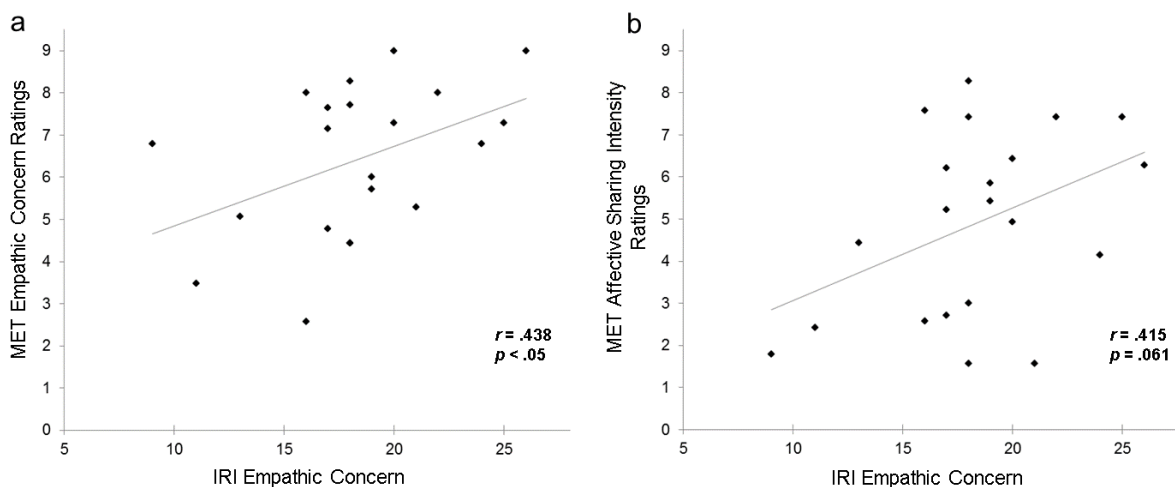 a
MET Empathic Concern Ratings
9
8
7
6
5
4
3
2
1
0
5
10
15
20
25
IRI Empathic Concern
r = .438
p < .05
b
MET Affective Sharing Intensity
Ratings
9
8
7
6
5
4
3
2
1
0
5
10
15
20
25
IRI Empathic Concern
r = .415
p = .061